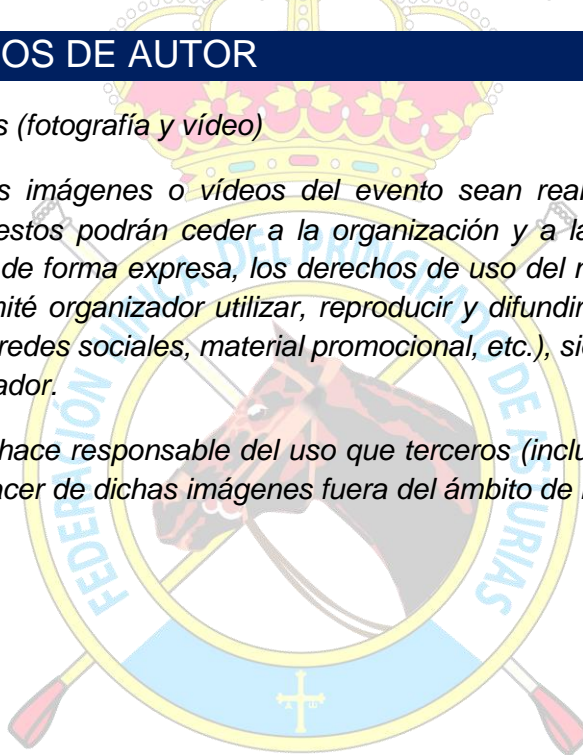 OS DE AUTOR
s (fotografía y vídeo)
s imágenes o vídeos del evento sean real
estos podrán ceder a la organización y a la
de forma expresa, los derechos de uso del
mité organizador utilizar, reproducir y difundir
redes sociales, material promocional, etc.), si
ador.
hace responsable del uso que terceros (inclu
acer de dichas imágenes fuera del ámbito de
FEDERACIÓN HÍPICA DEL PRINCIPADO DE ASTURIAS